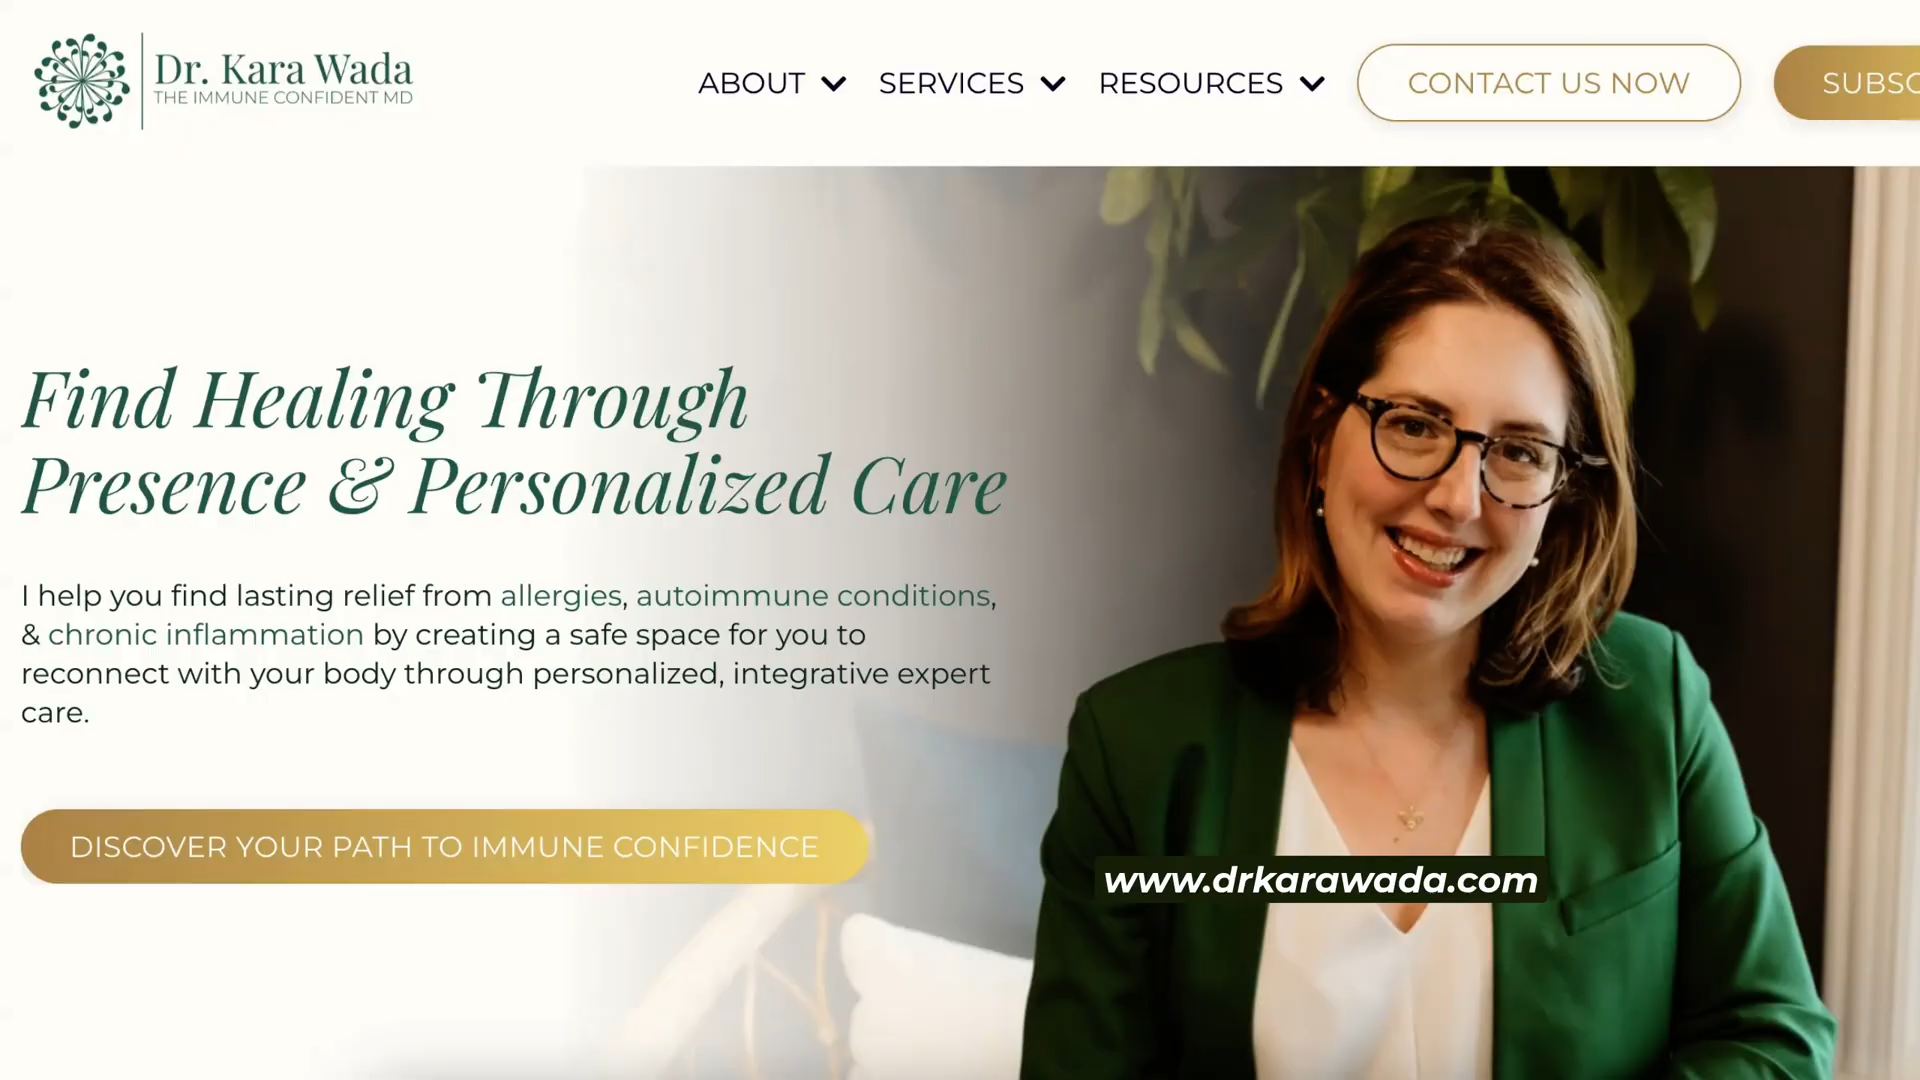 Dr. Kara Wada
THE IMMUNE CONFIDENT MD
ABOUT
SERVICES
RESOURCES
CONTACT US NOW
Find Healing Through
Presence & Personalized Care
I help you find lasting relief from allergies, autoimmune conditions,
& chronic inflammation by creating a safe space for you to
reconnect with your body through personalized, integrative expert
care.
DISCOVER YOUR PATH TO IMMUNE CONFIDENCE
www.drkarawada.com